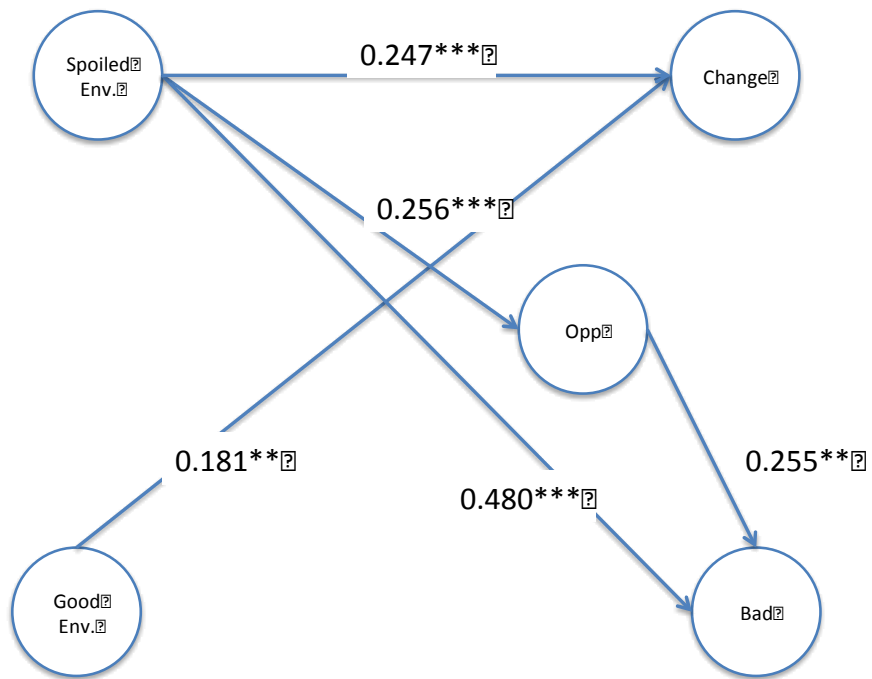 0.247***⍰
Spoiled⍰
Env.⍰
Change⍰
0.256***⍰
Opp⍰
0.181**⍰
0.255**⍰
0.480***⍰
Good⍰
Env.⍰
Bad⍰